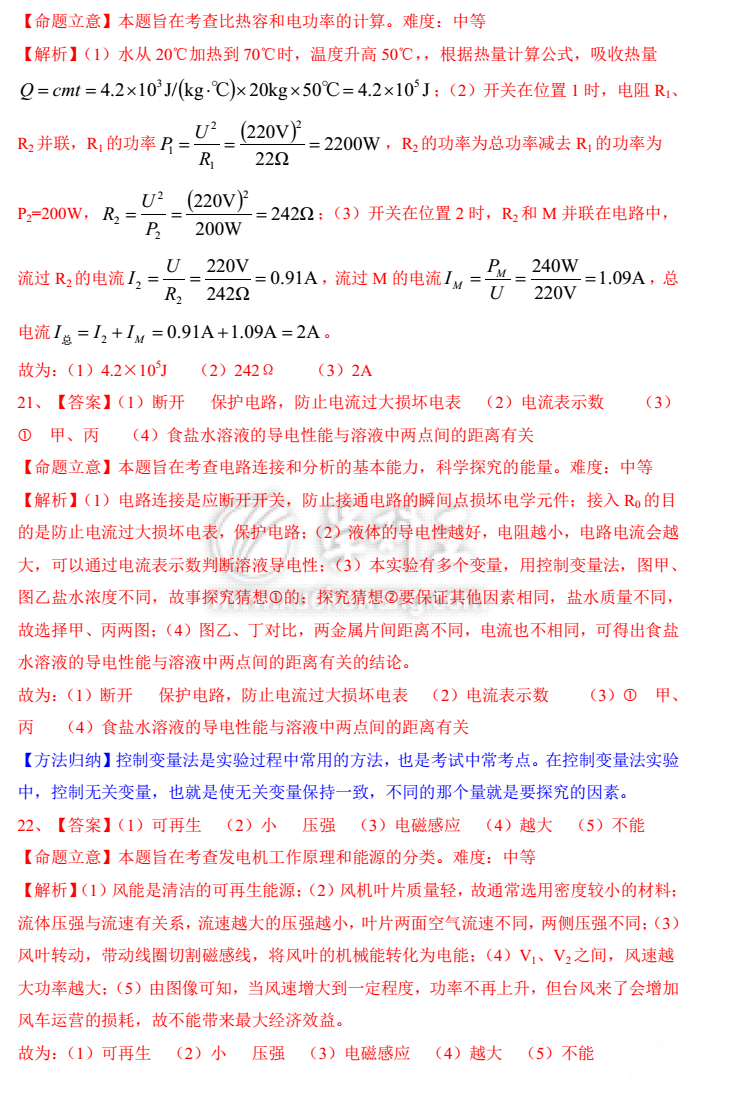 【命题立意】本题旨在考查比热容和电功率的计算。难度：中等
【解析】（1）水从 20℃加热到 70℃时，温度升高 50℃，，根据热量计算公式，吸收热量
Q = cmt = 4.2×10³J/(kg·℃)×20kg×50℃ = 4.2×10⁵J；（2）开关在位置 1 时，电阻 R₁、
R₂并联，R₁的功率 P₁ = U²/R₁ = (220V)²/22Ω = 2200W ，R₂的功率为总功率减去 R₁的功率为
P₂=200W，R₂ = U²/P₂ = (220V)²/200W = 242Ω；（3）开关在位置 2 时，R₂和 M 并联在电路中，
流过 R₂的电流 I₂ = U/R₂ = 220V/242Ω = 0.91A，流过 M 的电流 I_M = P_M/U = 240W/220V =1.09A，总
电流 I总 = I₂ + I_M = 0.91A +1.09A = 2A 。
故为：（1）4.2×10⁵J （2）242Ω （3）2A
21、【答案】（1）断开 保护电路，防止电流过大损坏电表 （2）电流表示数 （3）
① 甲、丙 （4）食盐水溶液的导电性能与溶液中两点间的距离有关
【命题立意】本题旨在考查电路连接和分析的基本能力，科学探究的能量。难度：中等
【解析】（1）电路连接是应断开开关，防止接通电路的瞬间点损坏电学元件；接入 R₀的目
的是防止电流过大损坏电表，保护电路；（2）液体的导电性越好，电阻越小，电路电流会越
大，可以通过电流表示数判断溶液导电性；（3）本实验有多个变量，用控制变量法，图甲、
图乙盐水浓度不同，故事探究猜想①的；探究猜想②要保证其他因素相同，盐水质量不同，
故选择甲、丙两图；（4）图乙、丁对比，两金属片间距离不同，电流也不相同，可得出食盐
水溶液的导电性能与溶液中两点间的距离有关的结论。
故为：（1）断开 保护电路，防止电流过大损坏电表 （2）电流表示数 （3）① 甲、
丙 （4）食盐水溶液的导电性能与溶液中两点间的距离有关
【方法归纳】控制变量法是实验过程中常用的方法，也是考试中常考点。在控制变量法实验
中，控制无关变量，也就是使无关变量保持一致，不同的那个量就是要探究的因素。
22、【答案】（1）可再生 （2）小 压强 （3）电磁感应 （4）越大 （5）不能
【命题立意】本题旨在考查发电机工作原理和能源的分类。难度：中等
【解析】（1）风能是清洁的可再生能源；（2）风机叶片质量轻，故通常选用密度较小的材料；
流体压强与流速有关系，流速越大的压强越小，叶片两面空气流速不同，两侧压强不同；（3）
风叶转动，带动线圈切割磁感线，将风叶的机械能转化为电能；（4）V₁、V₂之间，风速越
大功率越大；（5）由图像可知，当风速增大到一定程度，功率不再上升，但台风来了会增加
风车运营的损耗，故不能带来最大经济效益。
故为：（1）可再生 （2）小 压强 （3）电磁感应 （4）越大 （5）不能